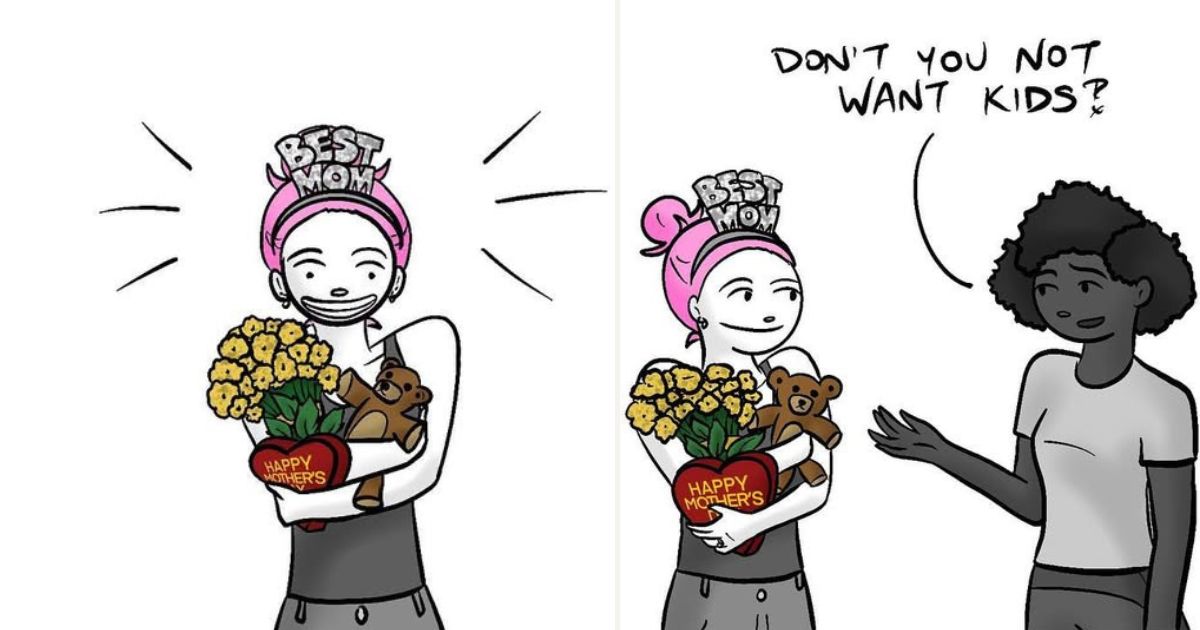 BEST
MOM
HAPPY
MOTHER'S
DON'T YOU NOT
WANT KIDS?
BEST
MOM
HAPPY
MOTHER'S